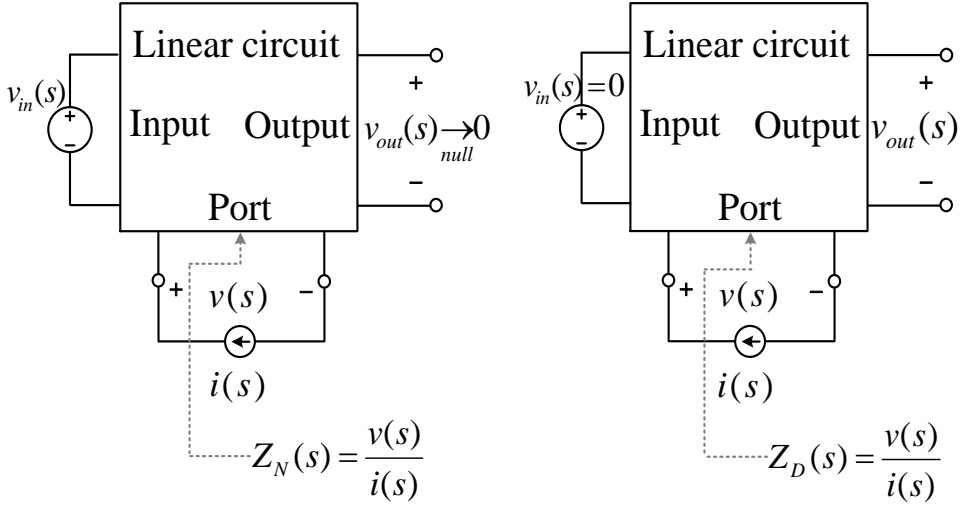 Linear circuit
v_in(s)
+
−
Input Output
+
v_out(s) → 0
null
−
Port
+ v(s) −
i(s)
Z_N(s) = v(s) / i(s)
Linear circuit
v_in(s) = 0
+
−
Input Output
+
v_out(s)
−
Port
+ v(s) −
i(s)
Z_D(s) = v(s) / i(s)